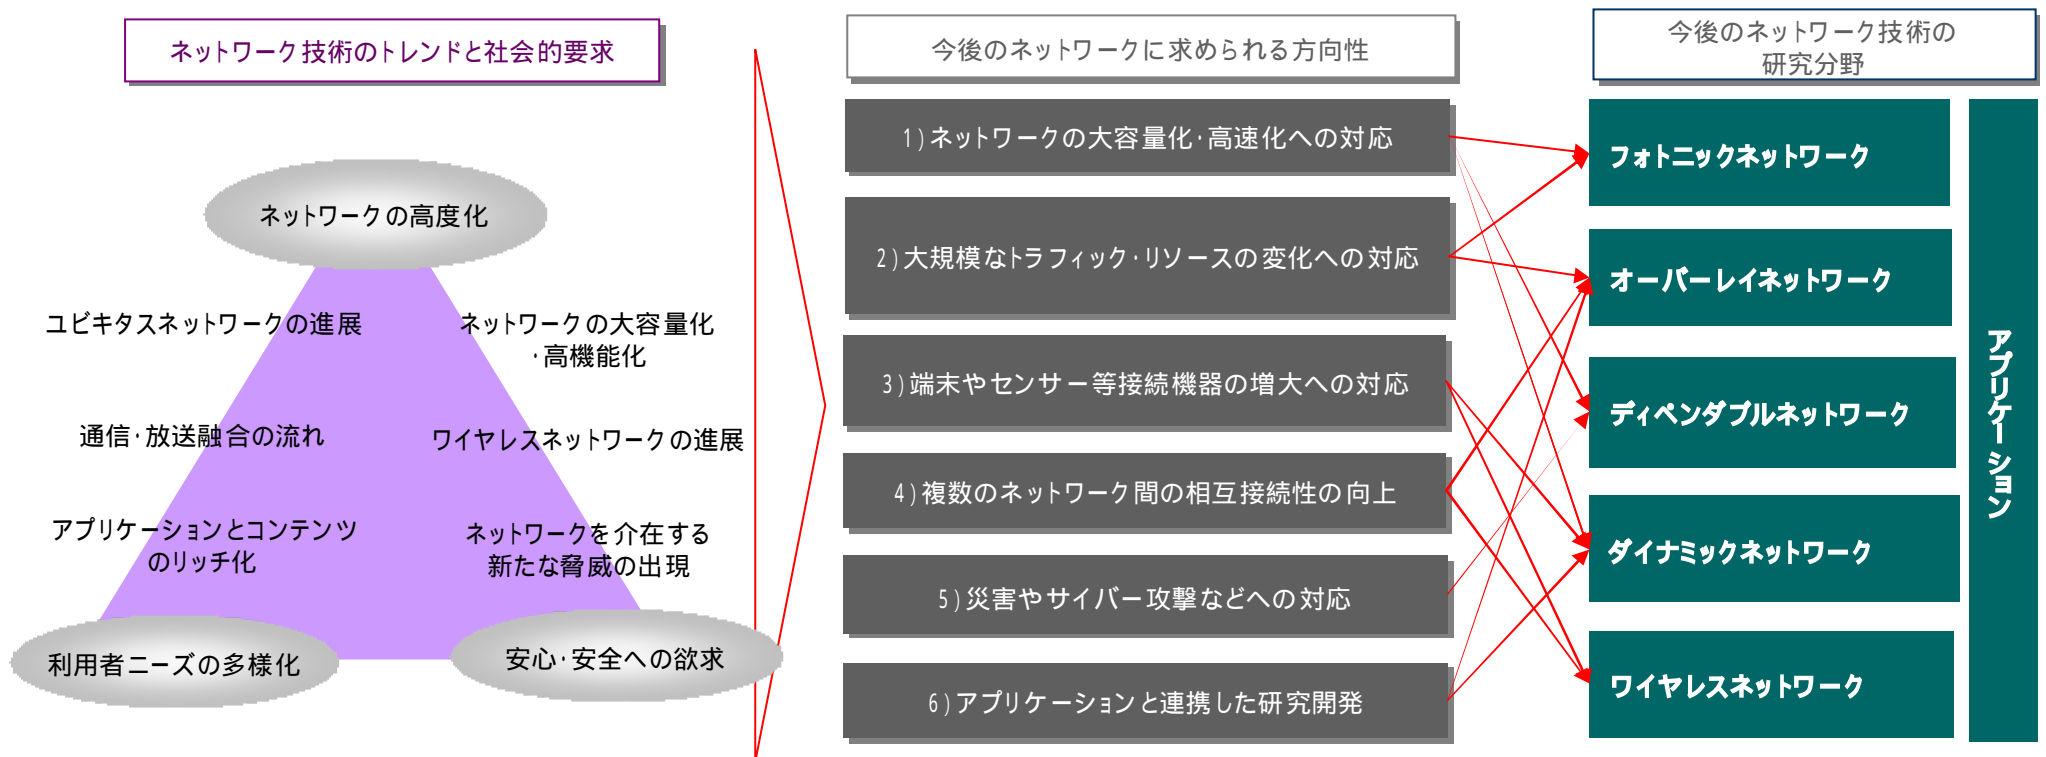 ネットワーク技術のトレンドと社会的要求
ネットワークの高度化
ユビキタスネットワークの進展
ネットワークの大容量化
・高機能化
通信・放送融合の流れ
ワイヤレスネットワークの進展
アプリケーションとコンテンツ
のリッチ化
ネットワークを介在する
新たな脅威の出現
利用者ニーズの多様化
安心・安全への欲求
今後のネットワークに求められる方向性
1)ネットワークの大容量化・高速化への対応
2)大規模なトラフィック・リソースの変化への対応
3)端末やセンサー等接続機器の増大への対応
4)複数のネットワーク間の相互接続性の向上
5)災害やサイバー攻撃などへの対応
6)アプリケーションと連携した研究開発
今後のネットワーク技術の
研究分野
フォトニックネットワーク
オーバーレイネットワーク
ディペンダブルネットワーク
ダイナミックネットワーク
ワイヤレスネットワーク
アプリケーション